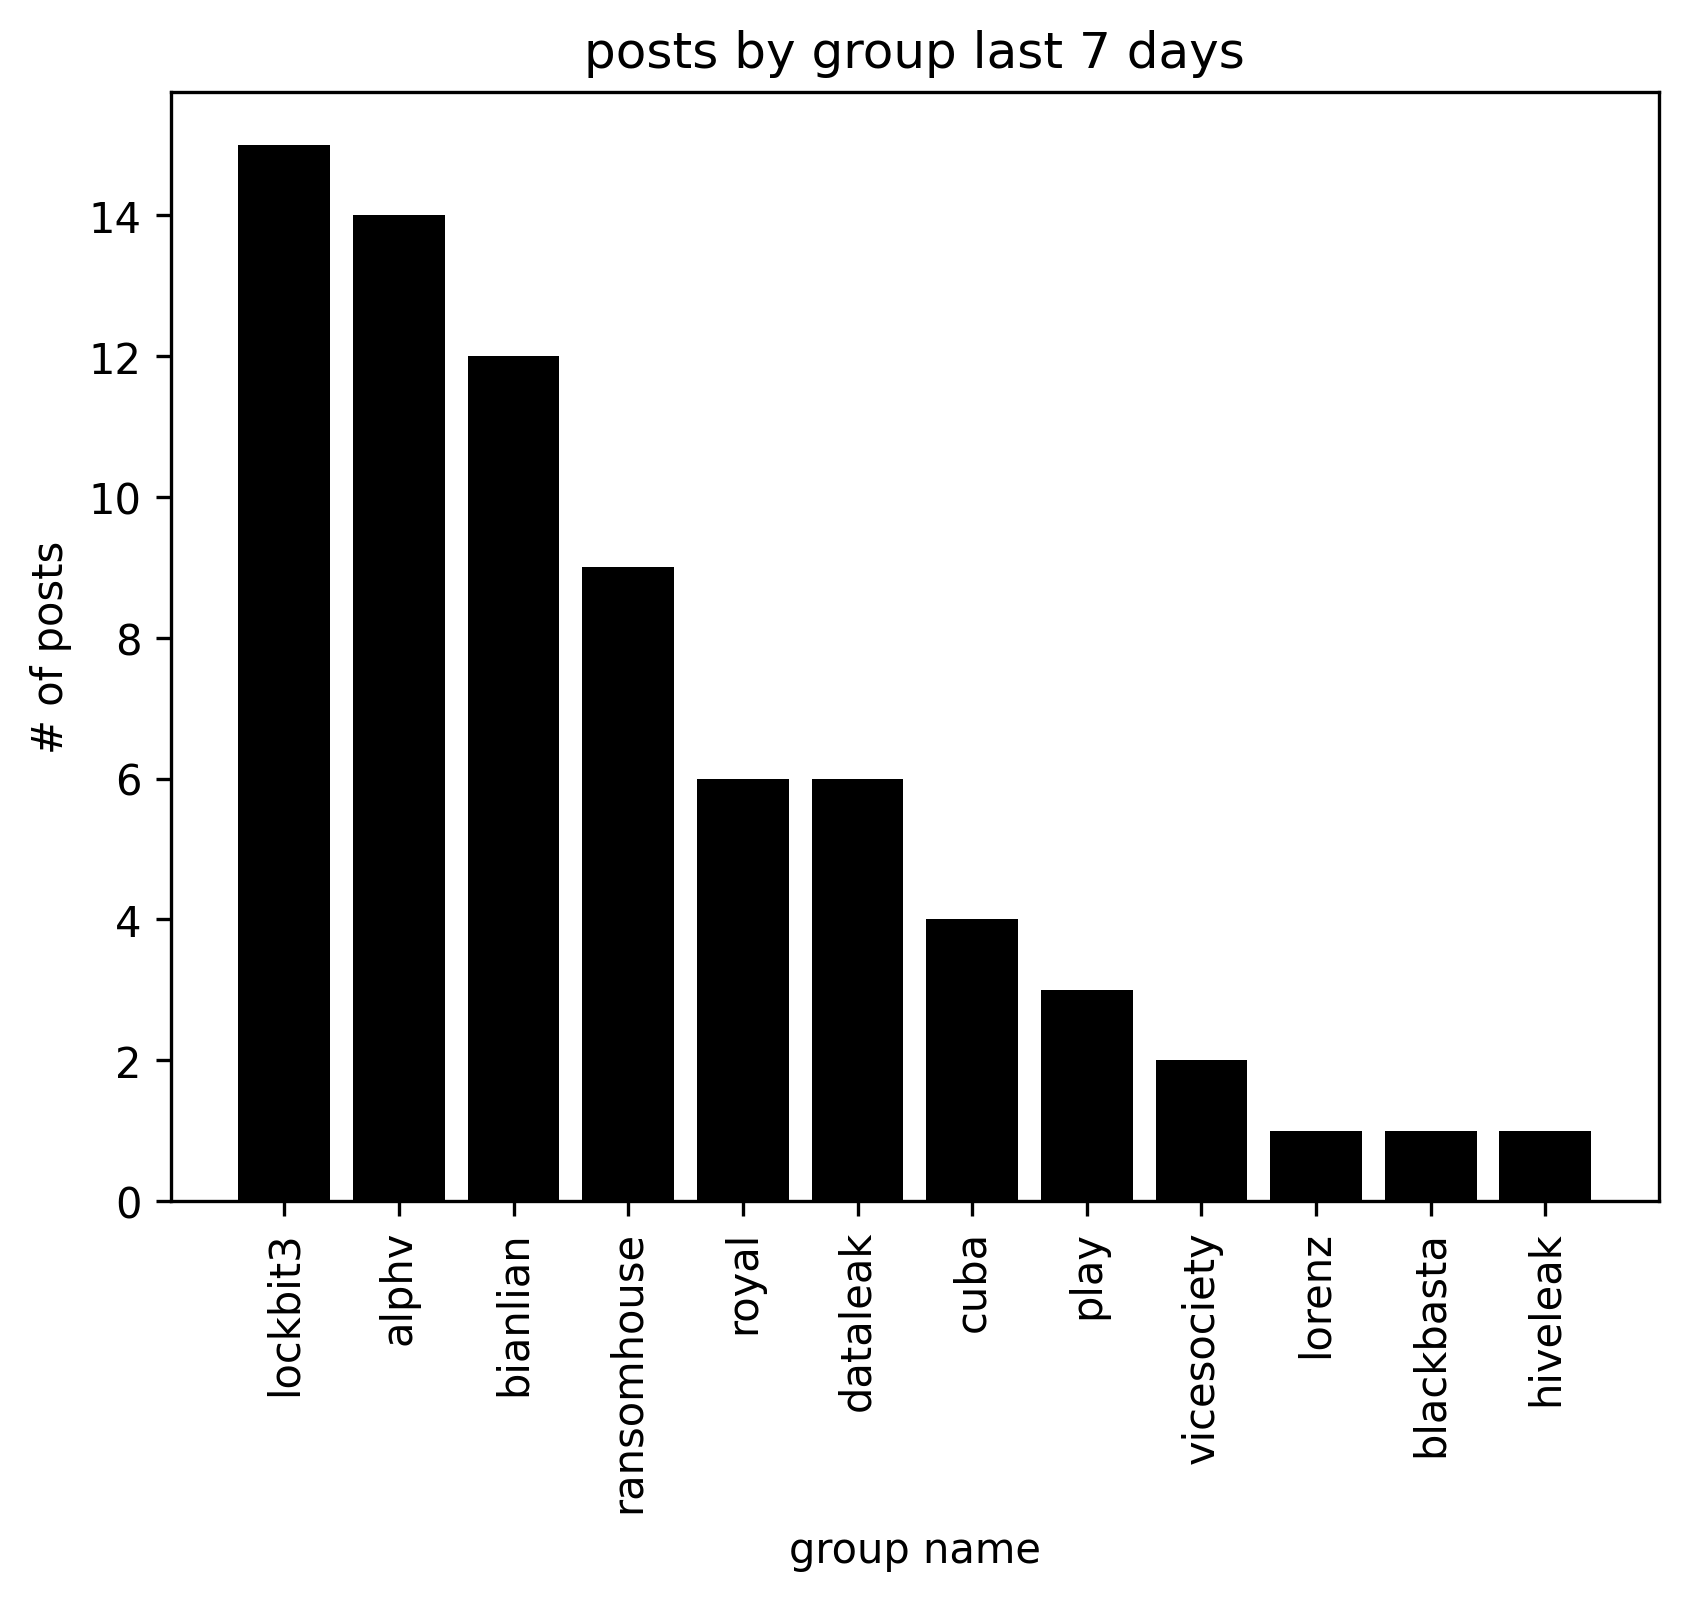 posts by group last 7 days
# of posts
14
12
10
8
6
4
2
0
lockbit3
alphv
bianlian
ransomhouse
royal
dataleak
cuba
play
vicesociety
lorenz
blackbasta
hiveleak
group name